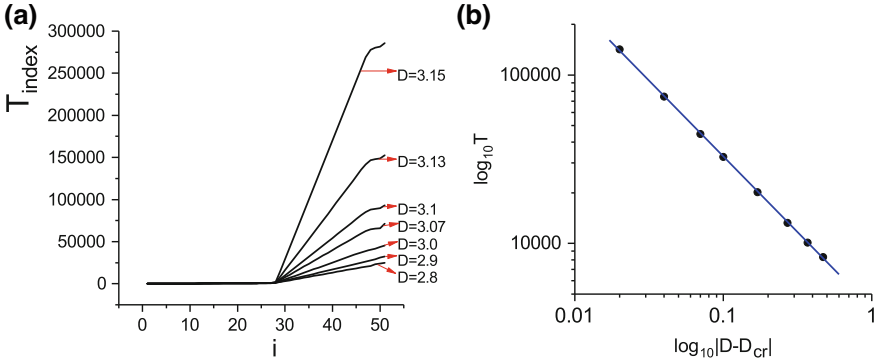 (a)
T_index
300000
250000
200000
150000
100000
50000
0
D=3.15
D=3.13
D=3.1
D=3.07
D=3.0
D=2.9
D=2.8
0 10 20 30 40 50
i
(b)
log₁₀T
100000
10000
0.01 0.1 1
log₁₀|D-D_cr|